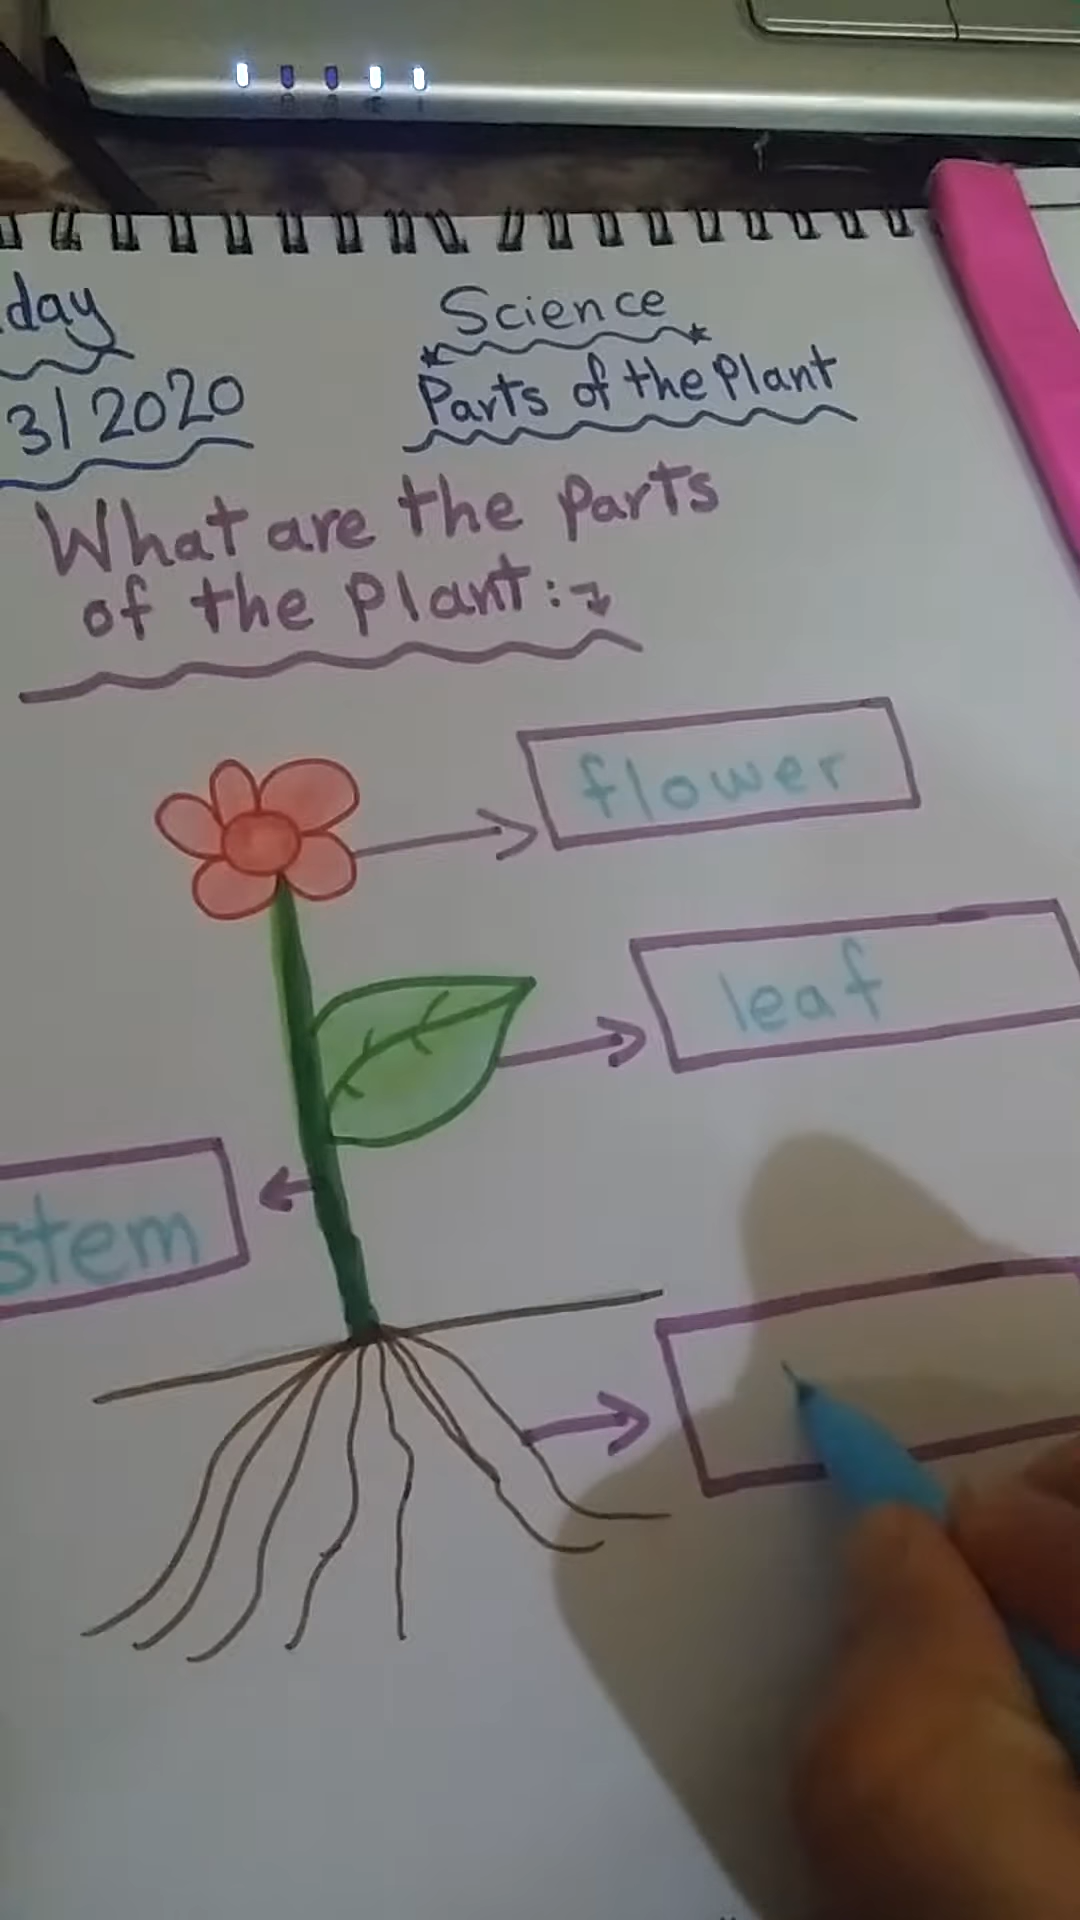 day
Science
3/2020
Parts of the Plant
What are the parts
of the Plant:
flower
leaf
stem